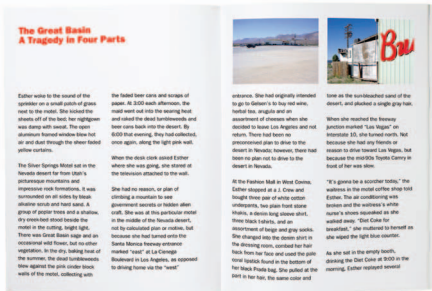 The Great Basin
A Tragedy in Four Parts
Esther woke to the sound of the
sprinkler on a small patch of grass
next to the motel. She kicked the
sheets off of the bed; her nightgown
was damp with sweat. The open
aluminum framed window blew hot
air and dust through the sheer faded
yellow curtains.
The Silver Springs Motel sat in the
Nevada desert far from Utah's
picturesque mountains and
impressive rock formations. It was
surrounded on all sides by bleak
alkaline scrub and hard sand. A
group of poplar trees and a shallow,
dry creek-bed stood beside the
motel in the cutting, bright light.
There was Great Basin sage and an
occasional wild flower, but no other
vegetation. In the dry, baking heat of
the summer, the dead tumbleweeds
blew against the pink cinder block
walls of the motel, collecting with
the faded beer cans and scraps of
paper. At 3:00 each afternoon, the
maid went out into the searing heat
and raked the dead tumbleweeds and
beer cans back into the desert. By
6:00 that evening, they had collected,
once again, along the light pink wall.
When the desk clerk asked Esther
where she was going, she stared at
the television attached to the wall.
She had no reason, or plan of
climbing a mountain to see
government secrets or hidden alien
craft. She was at this particular motel
in the middle of the Nevada desert,
not by calculated plan or motive, but
because she had turned onto the
Santa Monica freeway entrance
marked "east" at La Cienega
Boulevard in Los Angeles, as opposed
to driving home via the "west"
entrance. She had originally intended
to go to Gelson's to buy red wine,
herbal tea, arugula and an
assortment of cheeses when she
decided to leave Los Angeles and not
return. There had been no
preconceived plan to drive to the
desert in Nevada; however, there had
been no plan not to drive to the
desert in Nevada.
At the Fashion Mall in West Covina,
Esther stopped at a J. Crew and
bought three pair of white cotton
underpants, two plain front stone
khakis, a denim long sleeve shirt,
three black t-shirts, and an
assortment of beige and gray socks.
She changed into the denim shirt in
the dressing room, combed her hair
back from her face and used the pale
coral lipstick found in the bottom of
her black Prada bag. She pulled at the
part in her hair, the same color and
tone as the sun-bleached sand of the
desert, and plucked a single gray hair.
When she reached the freeway
junction marked "Las Vegas" on
Interstate 10, she turned north. Not
because she had any friends or
reason to drive toward Las Vegas, but
because the mid-90s Toyota Camry in
front of her was slow.
"It's gonna be a scorcher today," the
waitress in the motel coffee shop told
Esther. The air conditioning was
broken and the waitress's white
nurse's shoes squeaked as she
walked away. "Diet Coke for
breakfast," she muttered to herself as
she wiped the light blue counter.
As she sat in the empty booth,
drinking the Diet Coke at 9:00 in the
morning, Esther replayed several